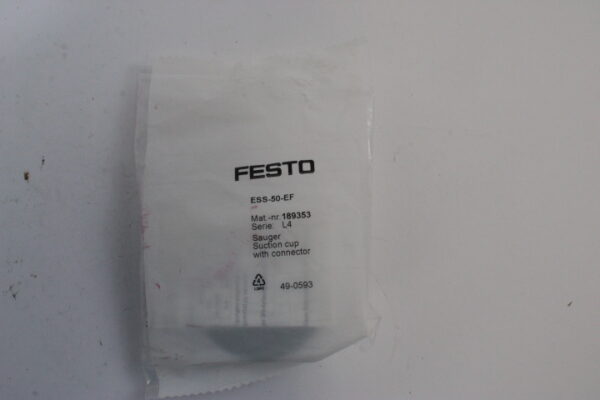 FESTO
ESS-50-EF
Mat.-nr. 189353
Serie: L4
Sauger
Suction cup
with connector
49-0593